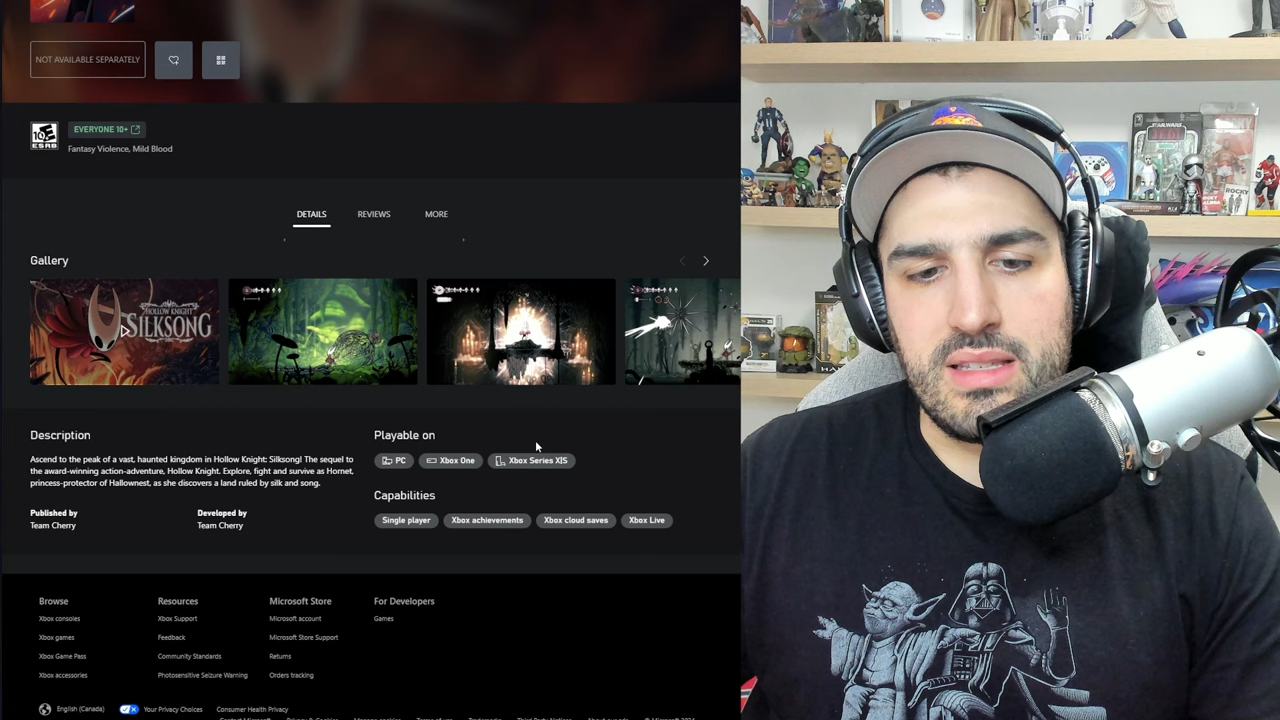 NOT AVAILABLE SEPARATELY
EVERYONE 10+
ESRB
Fantasy Violence, Mild Blood
DETAILS
REVIEWS
MORE
Gallery
HOLLOW KNIGHT
SILKSONG
Description
Ascend to the peak of a vast, haunted kingdom in Hollow Knight: Silksong! The sequel to
the award-winning action-adventure, Hollow Knight. Explore, fight and survive as Hornet,
princess-protector of Hallownest, as she discovers a land ruled by silk and song.
Published by
Team Cherry
Developed by
Team Cherry
Playable on
PC
Xbox One
Xbox Series X|S
Capabilities
Single player
Xbox achievements
Xbox cloud saves
Xbox Live
Browse
Xbox consoles
Xbox games
Xbox Game Pass
Xbox accessories
Resources
Xbox Support
Feedback
Community Standards
Photosensitive Seizure Warning
Microsoft Store
Microsoft account
Microsoft Store Support
Returns
Orders tracking
For Developers
Games
English (Canada)
Your Privacy Choices
Consumer Health Privacy
STAR WARS
JEDI
ROCKY